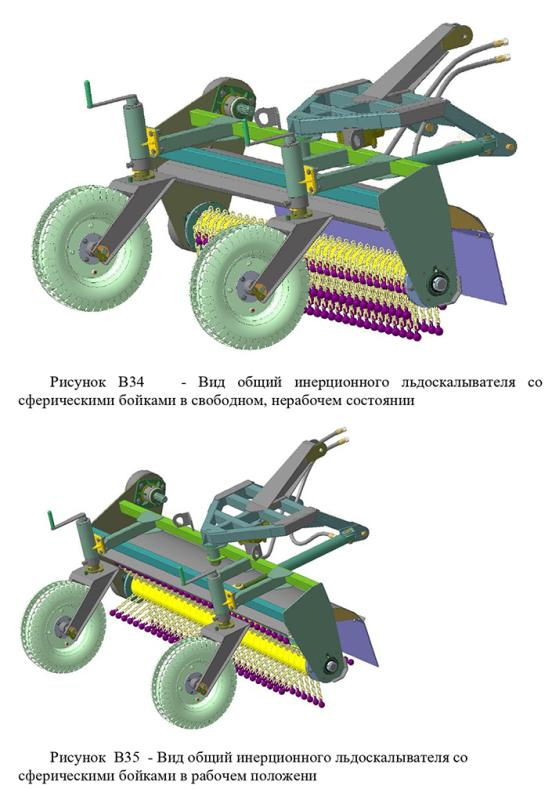 Рисунок В34 - Вид общий инерционного льдоскалывателя со
сферическими бойками в свободном, нерабочем состоянии
Рисунок В35 - Вид общий инерционного льдоскалывателя со
сферическими бойками в рабочем положени